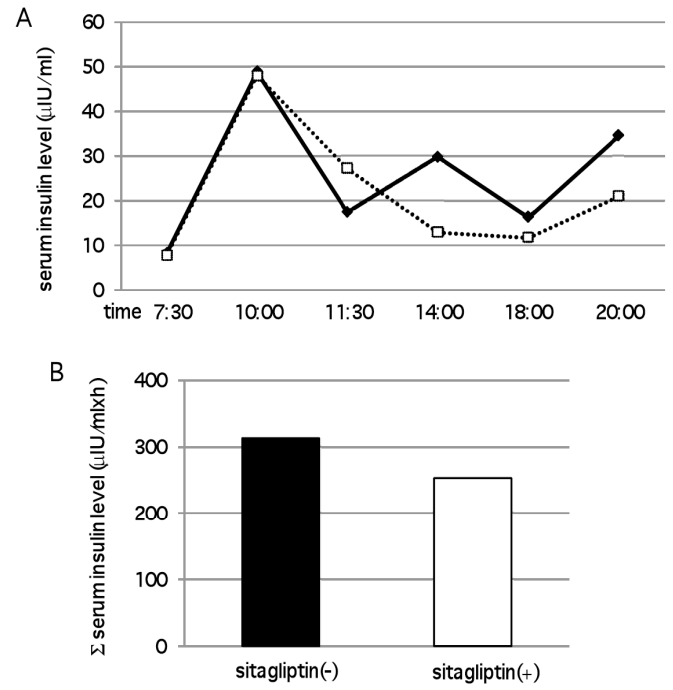 A
serum insulin level (μIU/ml)
60
50
40
30
20
10
0
time 7:30 10:00 11:30 14:00 18:00 20:00
B
Σ serum insulin level (μIU/mlxh)
400
300
200
100
0
sitagliptin(-) sitagliptin(+)